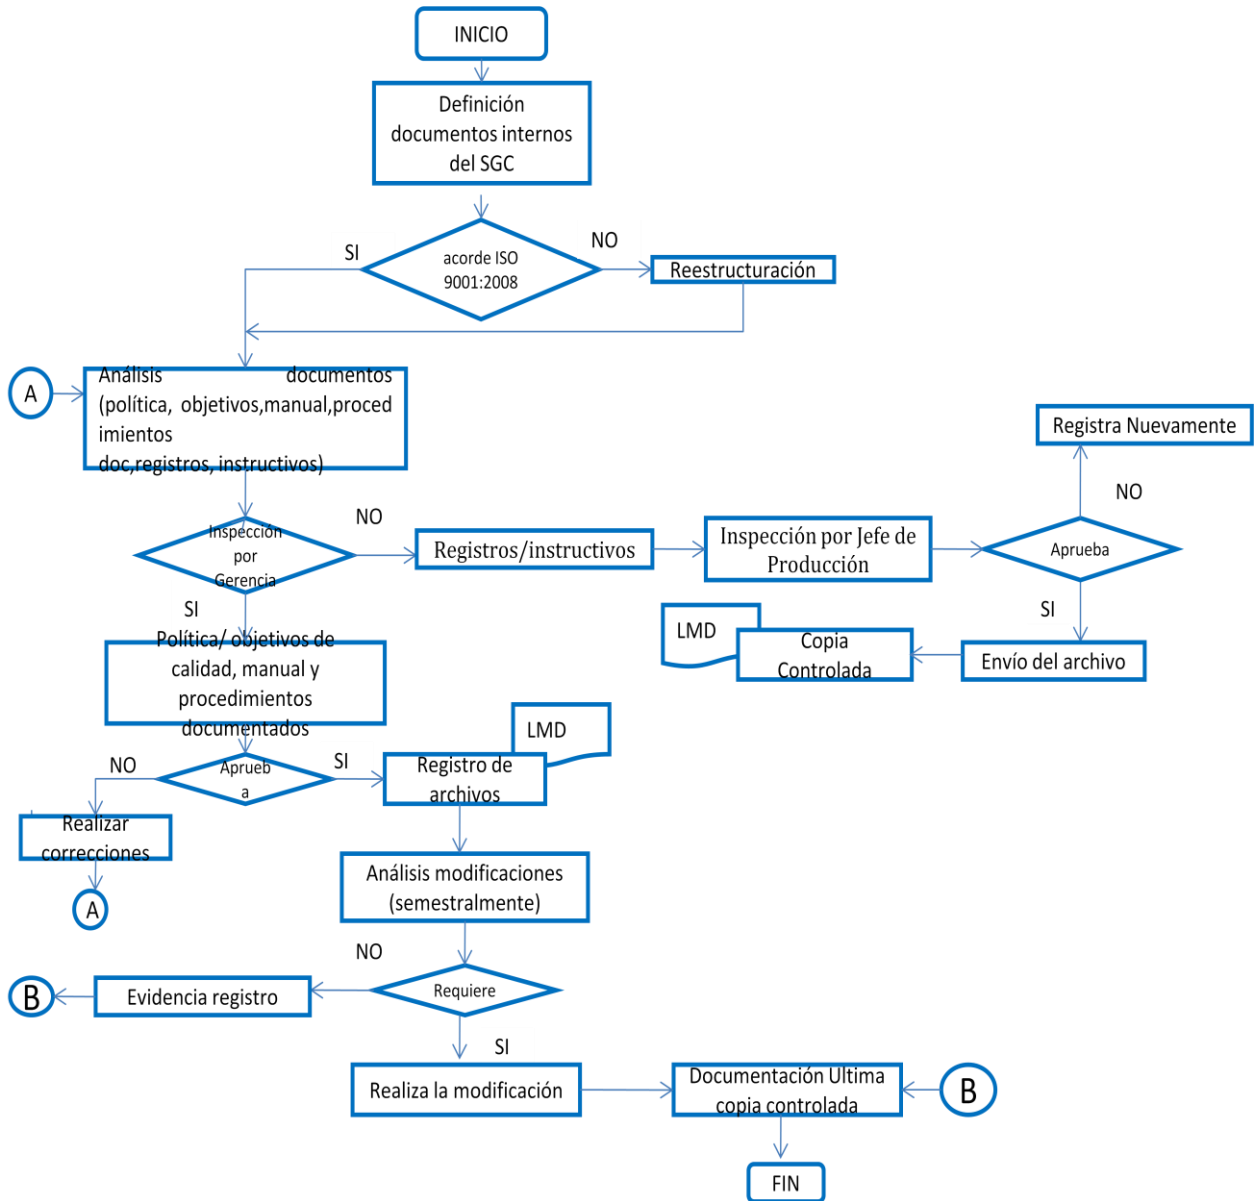 INICIO
Definición
documentos internos
del SGC
SI
NO
acorde ISO
9001:2008
Reestructuración
A
Análisis documentos
(política, objetivos,manual,proced
imientos
doc,registros, instructivos)
Registra Nuevamente
NO
NO
Inspección
por
Gerencia
Registros/instructivos
Inspección por Jefe de
Producción
Aprueba
SI
SI
LMD
Copia
Controlada
Envío del archivo
Política/ objetivos de
calidad, manual y
procedimientos
documentados
LMD
NO
Aprueb
a
SI
Registro de
archivos
Realizar
correcciones
A
Análisis modificaciones
(semestralmente)
NO
B
Evidencia registro
Requiere
SI
Realiza la modificación
Documentación Ultima
copia controlada
B
FIN